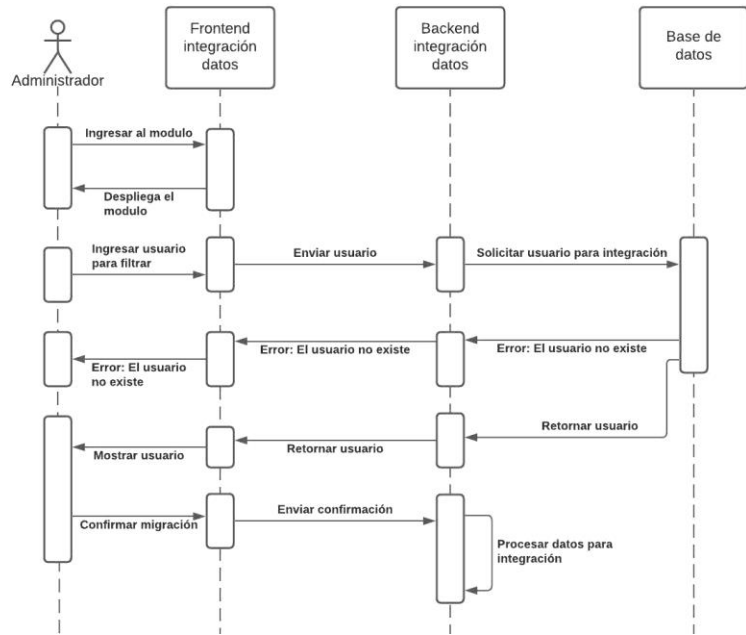 Administrador
Frontend
integración
datos
Backend
integración
datos
Base de
datos
Ingresar al modulo
Despliega el
modulo
Ingresar usuario
para filtrar
Enviar usuario
Solicitar usuario para integración
Error: El usuario no existe
Error: El usuario no existe
Error: El usuario
no existe
Retornar usuario
Retornar usuario
Mostrar usuario
Confirmar migración
Enviar confirmación
Procesar datos para
integración